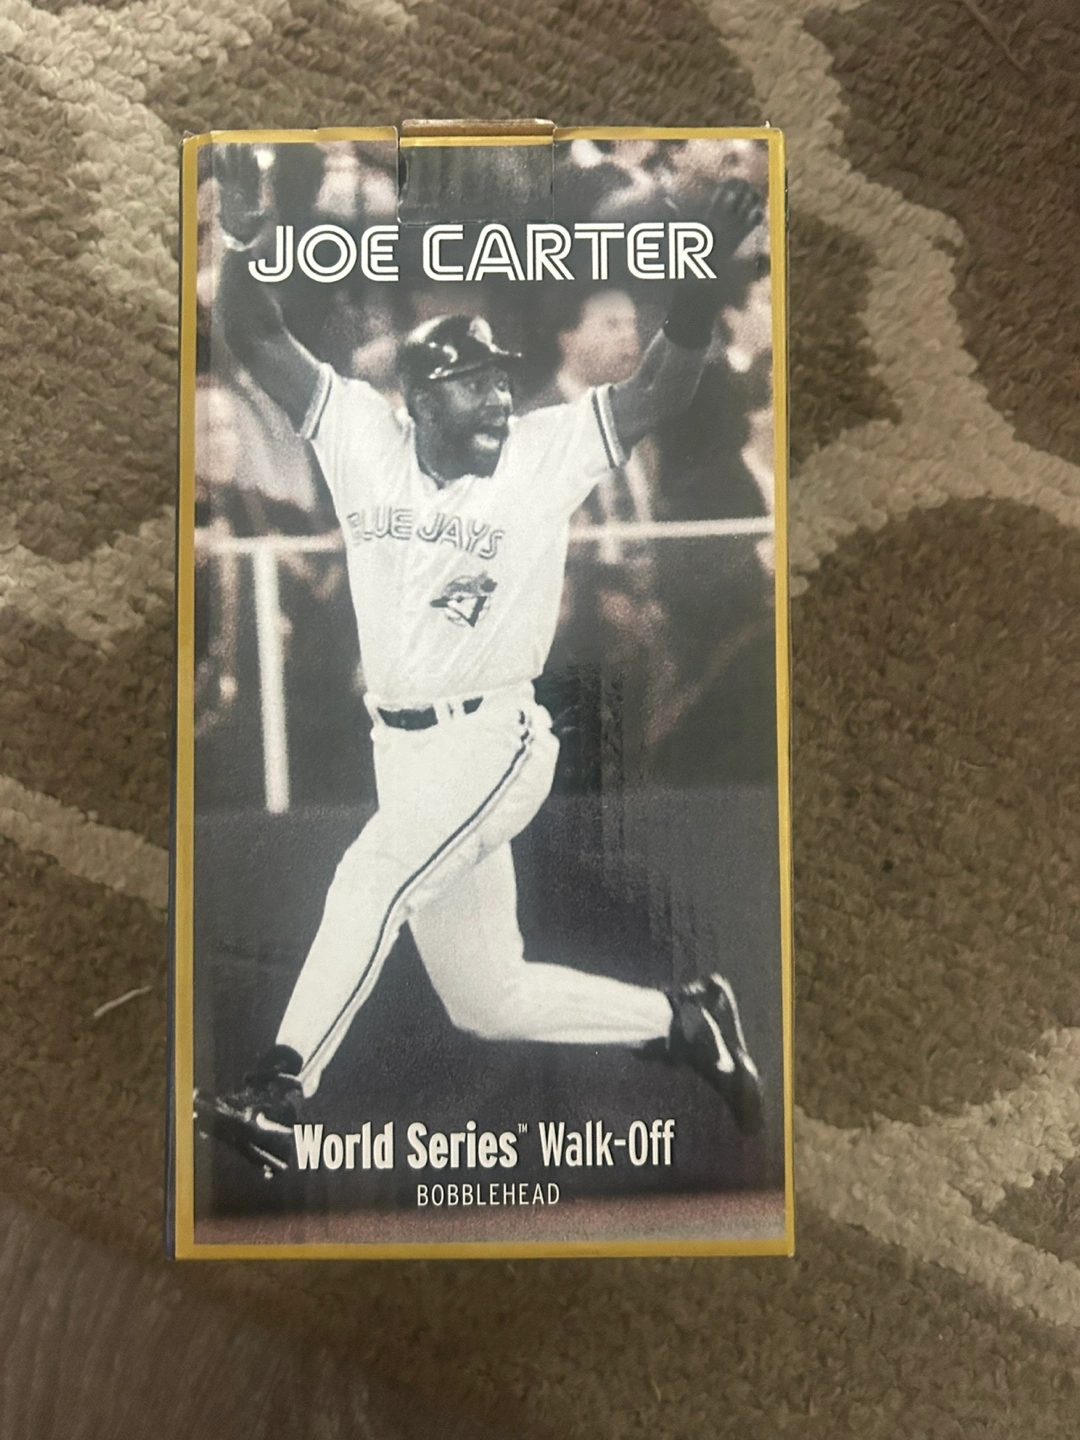 JOE CARTER
BLUE JAYS
World Series™ Walk-Off
BOBBLEHEAD